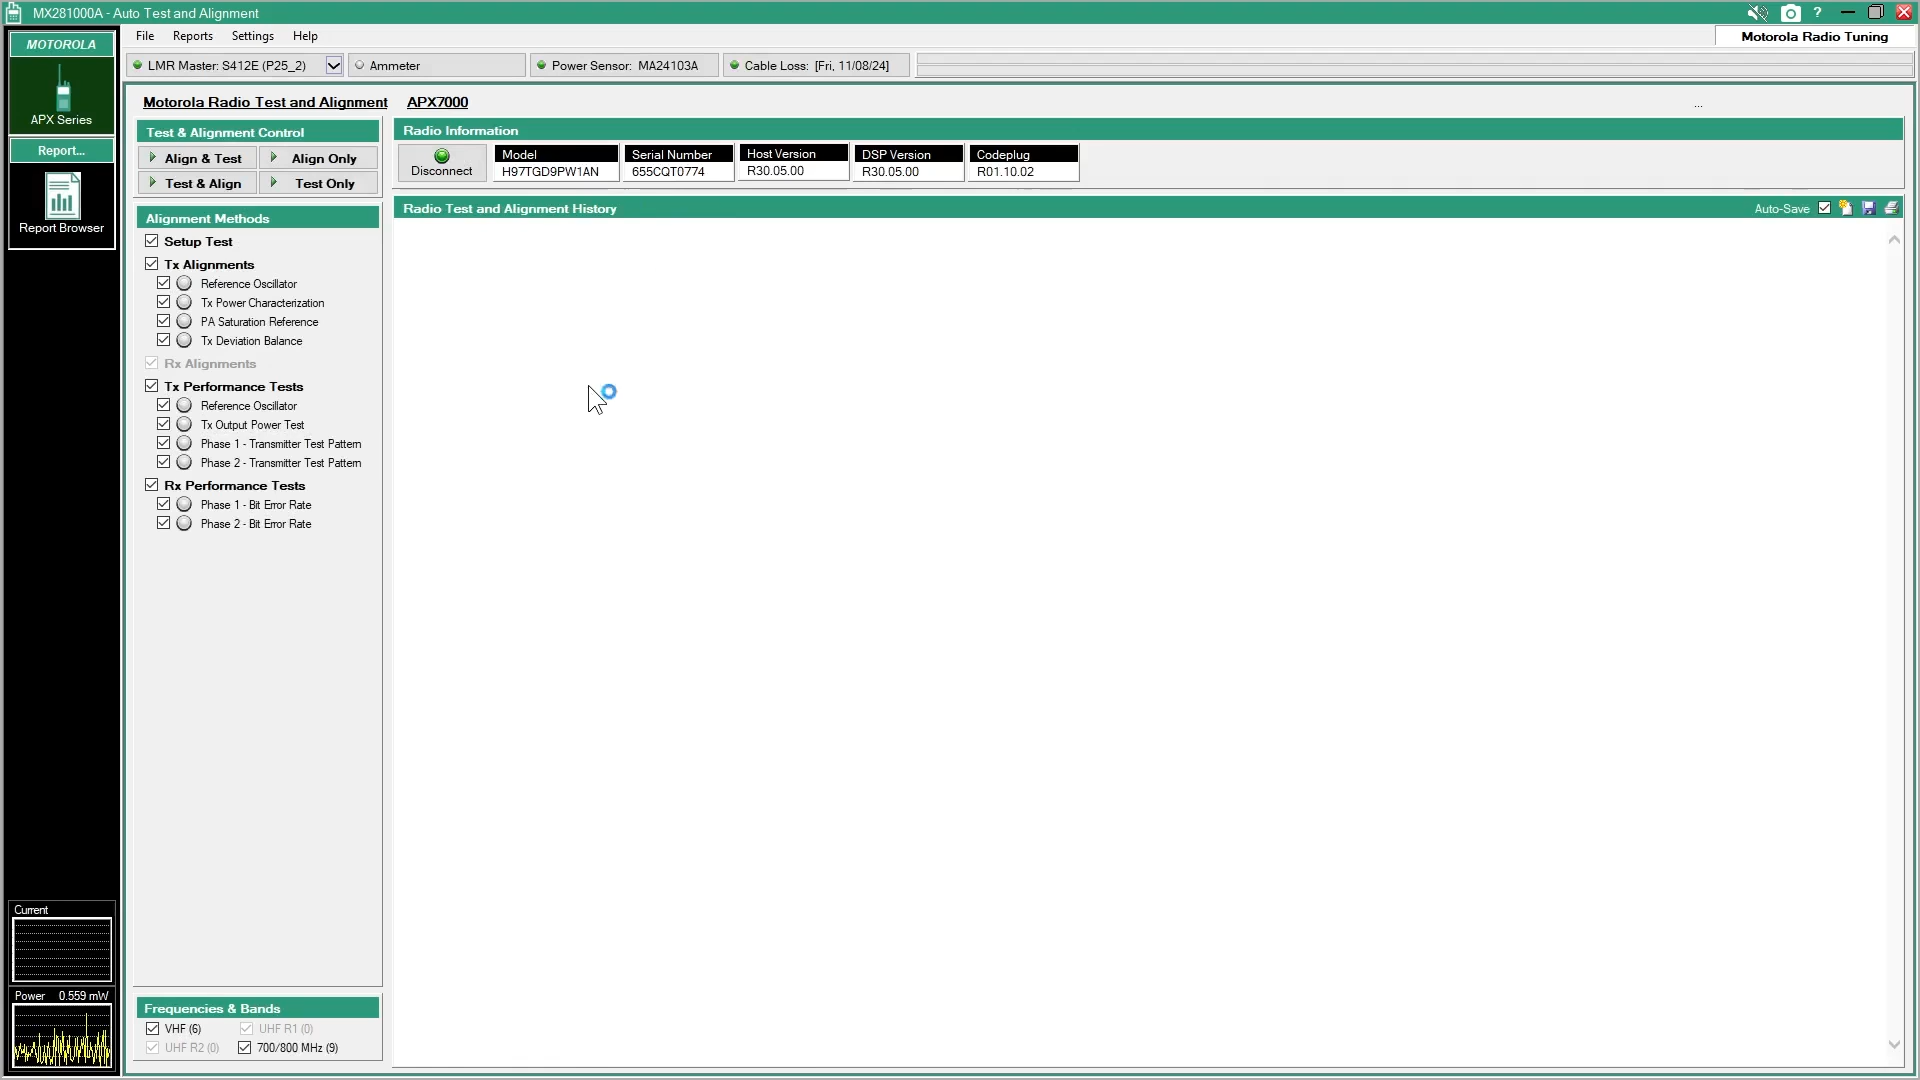 MX281000A - Auto Test and Alignment
?
MOTOROLA
APX Series
Report...
Report Browser
File Reports Settings Help
Motorola Radio Tuning
LMR Master: S412E (P25_2) Ammeter Power Sensor: MA24103A Cable Loss: [Fri, 11/08/24]
Motorola Radio Test and Alignment APX7000 ...
Test & Alignment Control
Align & Test Align Only
Test & Align Test Only
Radio Information
Disconnect
Model
H97TGD9PW1AN
Serial Number
655CQT0774
Host Version
R30.05.00
DSP Version
R30.05.00
Codeplug
R01.10.02
Alignment Methods
Setup Test
Tx Alignments
Reference Oscillator
Tx Power Characterization
PA Saturation Reference
Tx Deviation Balance
Rx Alignments
Tx Performance Tests
Reference Oscillator
Tx Output Power Test
Phase 1 - Transmitter Test Pattern
Phase 2 - Transmitter Test Pattern
Rx Performance Tests
Phase 1 - Bit Error Rate
Phase 2 - Bit Error Rate
Radio Test and Alignment History Auto-Save
Current
Power 0.559 mW
Frequencies & Bands
VHF (6) UHF R1 (0)
UHF R2 (0) 700/800 MHz (9)